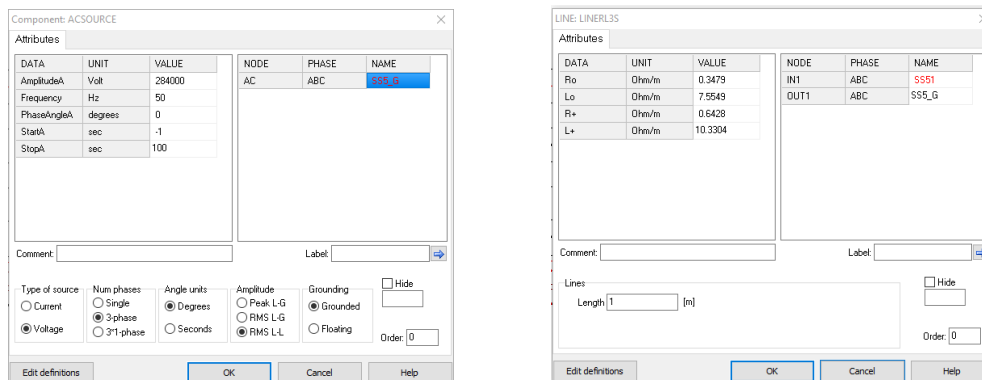 Component: ACSOURCE
Attributes
DATA UNIT VALUE
AmplitudeA Volt 284000
Frequency Hz 50
PhaseAngleA degrees 0
StartA sec -1
StopA sec 100
NODE PHASE NAME
AC ABC SS5_G
Comment:
Label:
Type of source
Current
Voltage
Num phases
Single
3-phase
3*1-phase
Angle units
Degrees
Seconds
Amplitude
Peak L-G
RMS L-G
RMS L-L
Grounding
Grounded
Floating
Hide
Order: 0
Edit definitions
OK
Cancel
Help
LINE: LINERL3S
Attributes
DATA UNIT VALUE
Ro Ohm/m 0.3479
Lo Ohm/m 7.5549
R+ Ohm/m 0.6428
L+ Ohm/m 10.3304
NODE PHASE NAME
IN1 ABC SS51
OUT1 ABC SS5_G
Comment:
Label:
Lines
Length 1 [m]
Hide
Order: 0
Edit definitions
OK
Cancel
Help